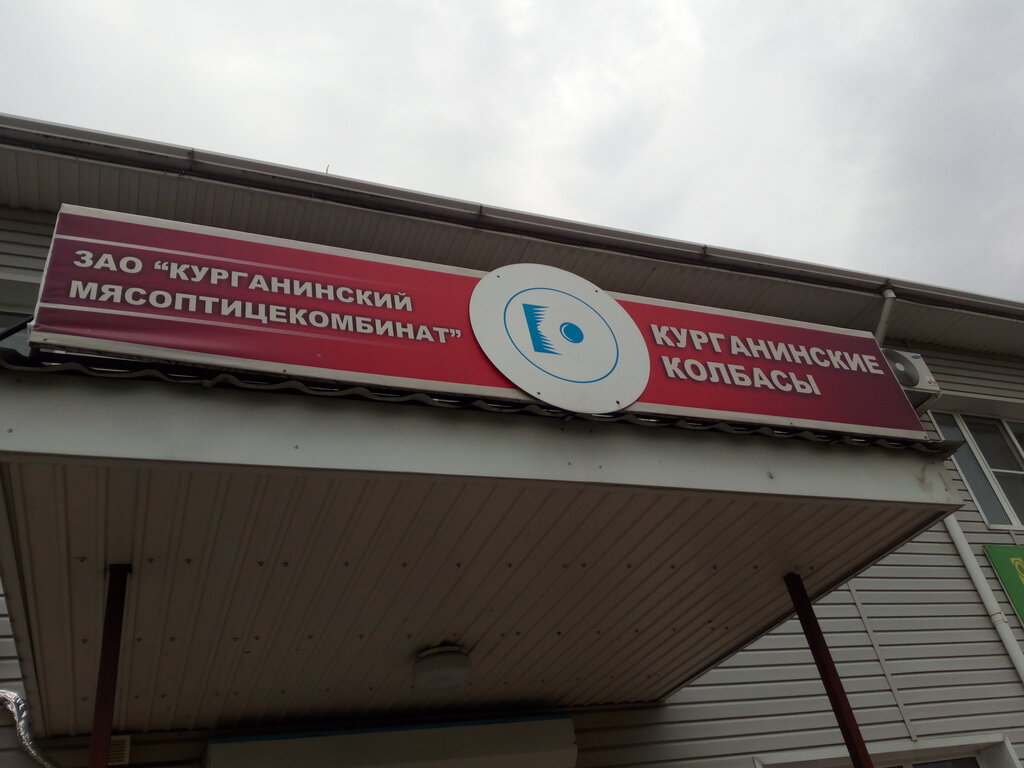 ЗАО “КУРГАНИНСКИЙ
МЯСОПТИЦЕКОМБИНАТ”
КУРГАНИНСКИЕ
КОЛБАСЫ